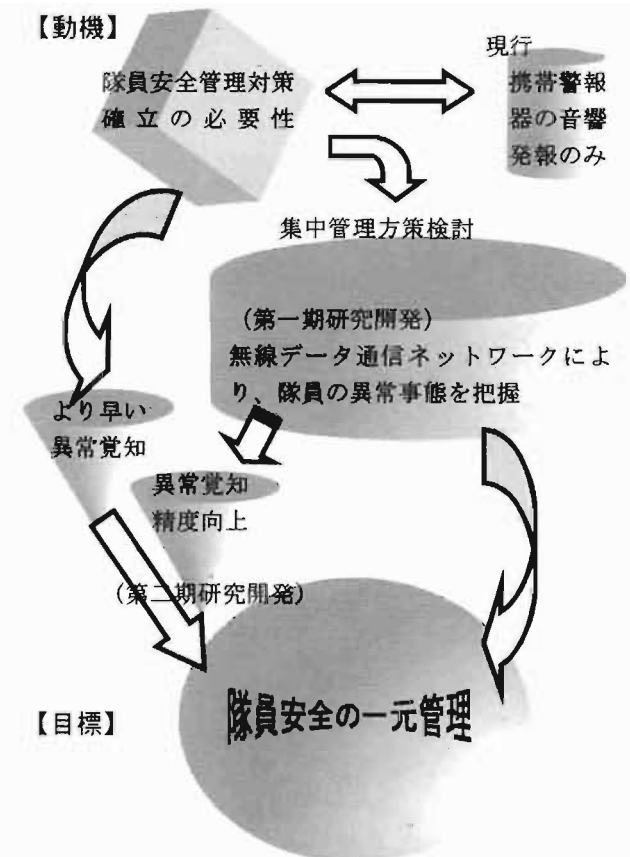 【動機】
現行
隊員安全管理対策
確立の必要性
携帯警報
器の音響
発報のみ
集中管理方策検討
(第一期研究開発)
無線データ通信ネットワークによ
り、隊員の異常事態を把握
より早い
異常覚知
異常覚知
精度向上
(第二期研究開発)
【目標】
隊員安全の一元管理